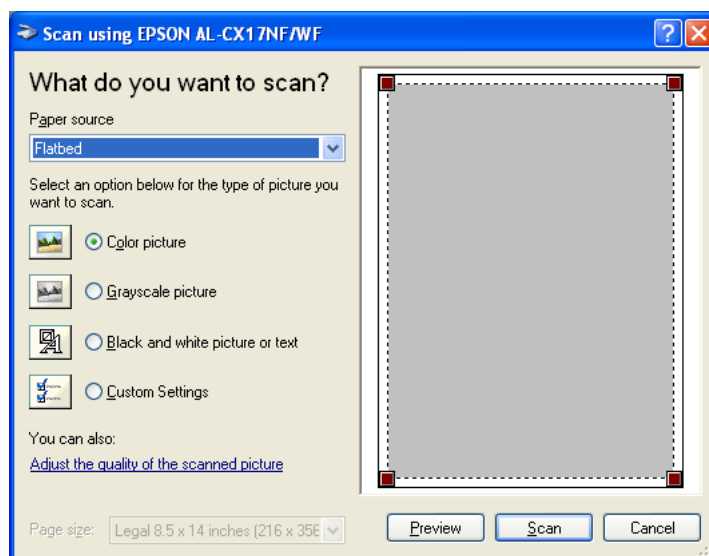 Scan using EPSON AL-CX17NF/WF
What do you want to scan?
Paper source
Flatbed
Select an option below for the type of picture you
want to scan.
Color picture
Grayscale picture
Black and white picture or text
Custom Settings
You can also:
Adjust the quality of the scanned picture
Page size: Legal 8.5 x 14 inches (216 x 356
Preview Scan Cancel